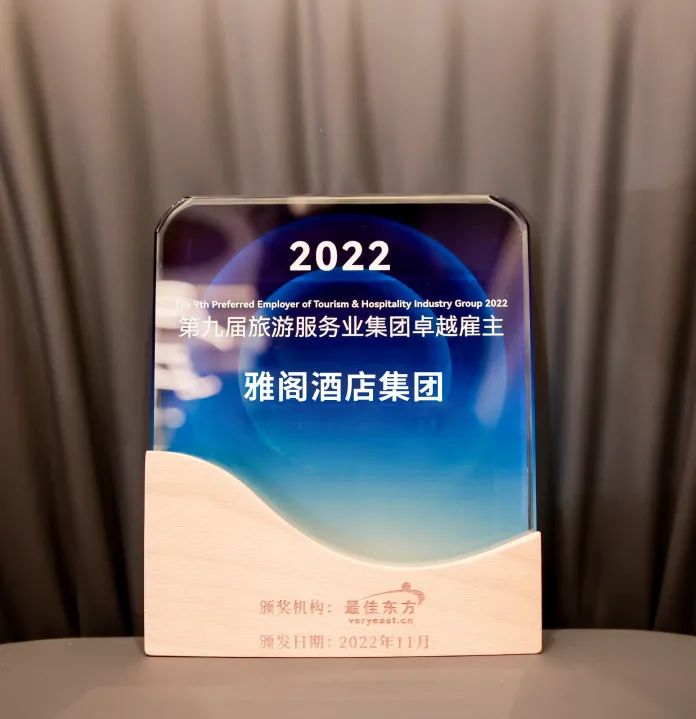 2022
The 9th Preferred Employer of Tourism & Hospitality Industry Group 2022
第九届旅游服务业集团卓越雇主
雅阁酒店集团
颁奖机构：最佳东方
veryeast.cn
颁发日期：2022年11月